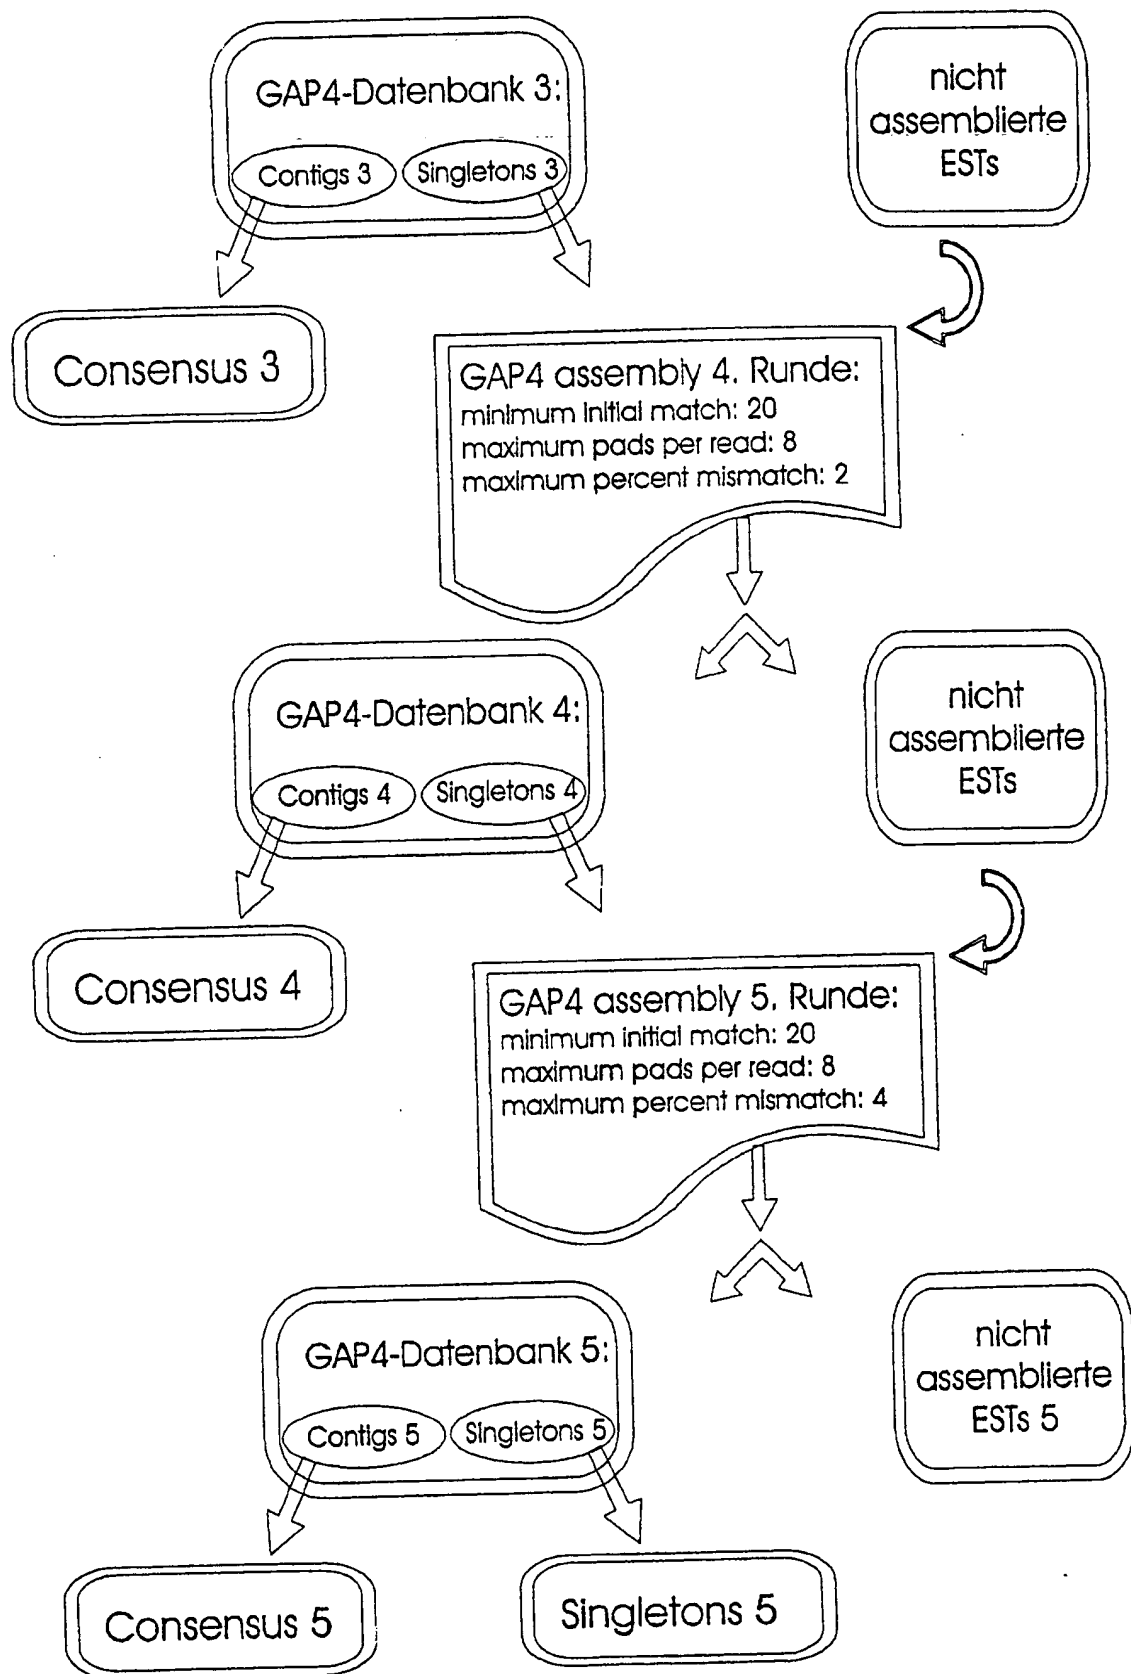 GAP4-Datenbank 3:
Contigs 3
Singletons 3
nicht
assemblierte
ESTs
Consensus 3
GAP4 assembly 4. Runde:
minimum initial match: 20
maximum pads per read: 8
maximum percent mismatch: 2
GAP4-Datenbank 4:
Contigs 4
Singletons 4
nicht
assemblierte
ESTs
Consensus 4
GAP4 assembly 5. Runde:
minimum initial match: 20
maximum pads per read: 8
maximum percent mismatch: 4
GAP4-Datenbank 5:
Contigs 5
Singletons 5
nicht
assemblierte
ESTs 5
Consensus 5
Singletons 5